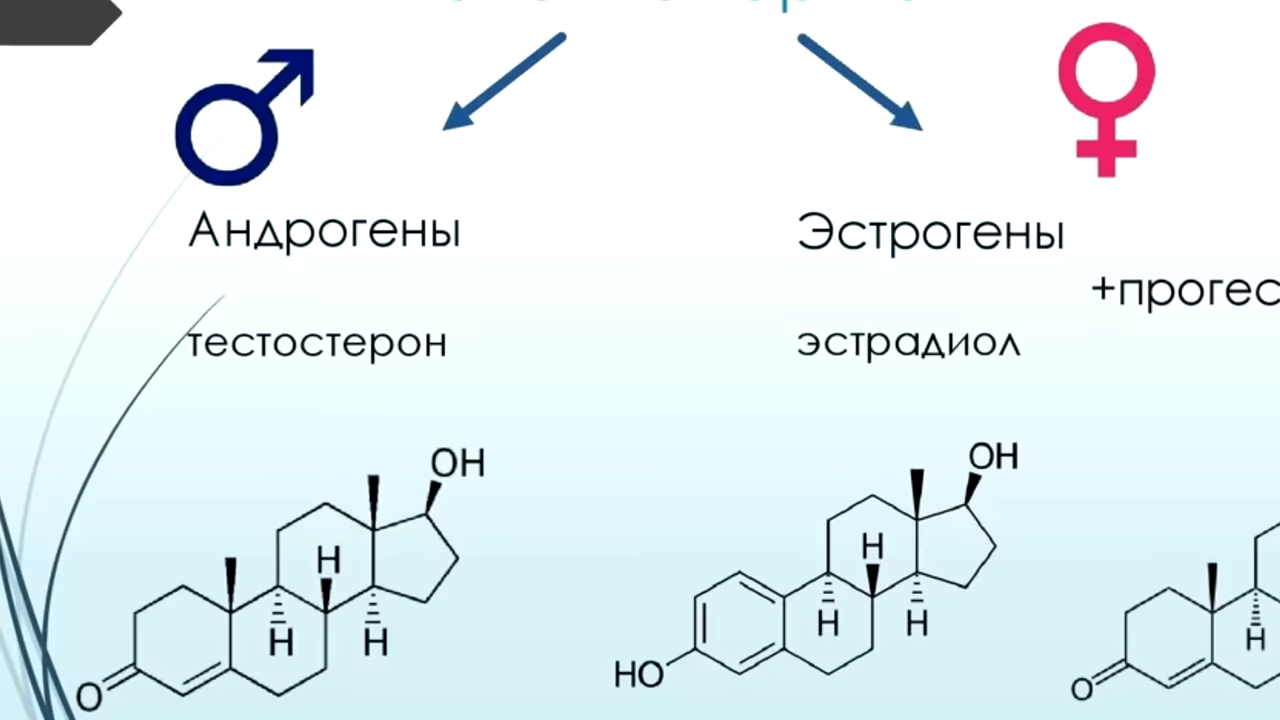 Андрогены
Эстрогены
+прогес
тестостерон
эстрадиол
OH
H
H
H
O
OH
H
H
H
HO
H
O